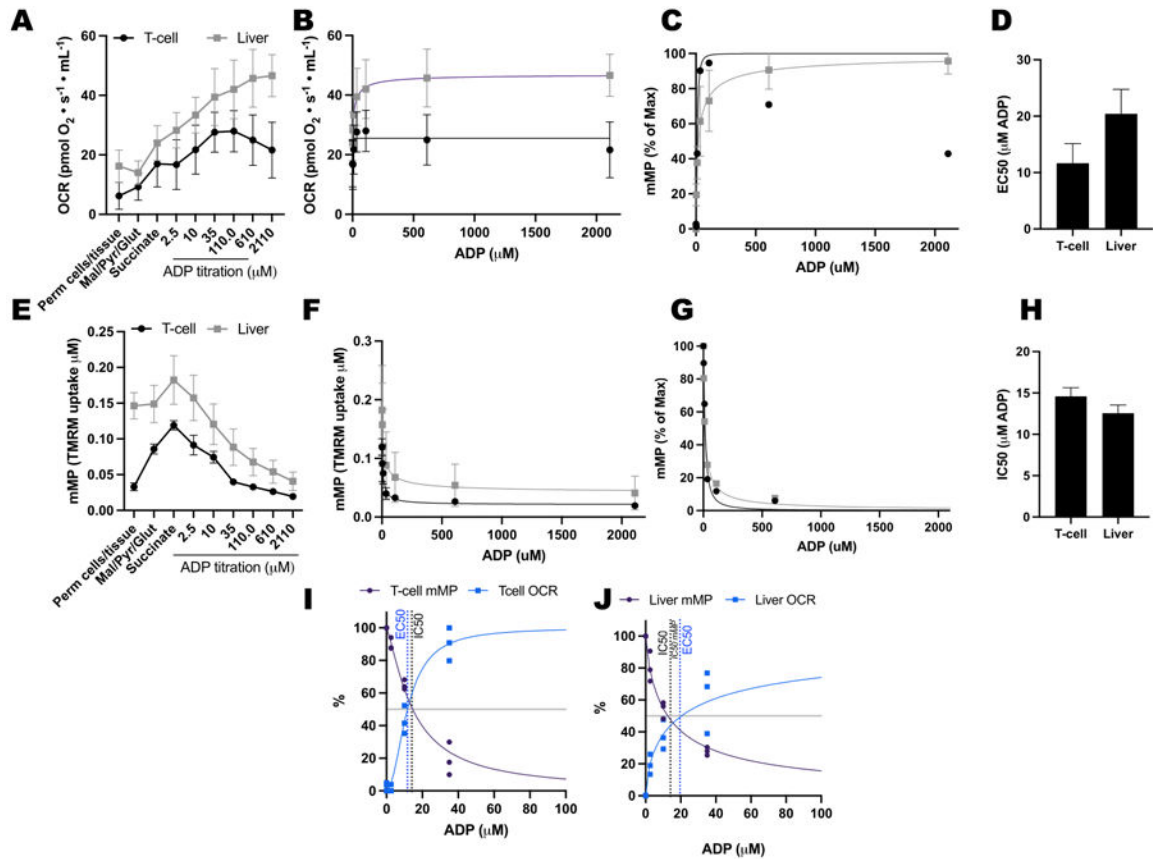 A
T-cell
Liver
OCR (pmol O₂ • s⁻¹ • mL⁻¹)
60
40
20
0
Perm cells/tissue
Mal/Pyr/Glut
Succinate
2.5
10
35
110.0
610
2110
ADP titration (μM)
B
OCR (pmol O₂ • s⁻¹ • mL⁻¹)
60
40
20
0
0
500
1000
1500
2000
ADP (μM)
C
mMP (% of Max)
100
80
60
40
20
0
0
500
1000
1500
2000
ADP (uM)
D
EC50 (μM ADP)
30
20
10
0
T-cell
Liver
E
T-cell
Liver
mMP (TMRM uptake μM)
0.25
0.20
0.15
0.10
0.05
0.00
Perm cells/tissue
Mal/Pyr/Glut
Succinate
2.5
10
35
110.0
610
2110
ADP titration (μM)
F
mMP (TMRM uptake μM)
0.3
0.2
0.1
0.0
0
500
1000
1500
2000
ADP (uM)
G
mMP (% of Max)
100
80
60
40
20
0
0
500
1000
1500
2000
ADP (uM)
H
IC50 (μM ADP)
20
15
10
5
0
T-cell
Liver
I
T-cell mMP
Tcell OCR
EC50
IC50
%
100
80
60
40
20
0
0
20
40
60
80
100
ADP (μM)
J
Liver mMP
Liver OCR
IC50
IC50 mMP
EC50
%
100
80
60
40
20
0
0
20
40
60
80
100
ADP (μM)